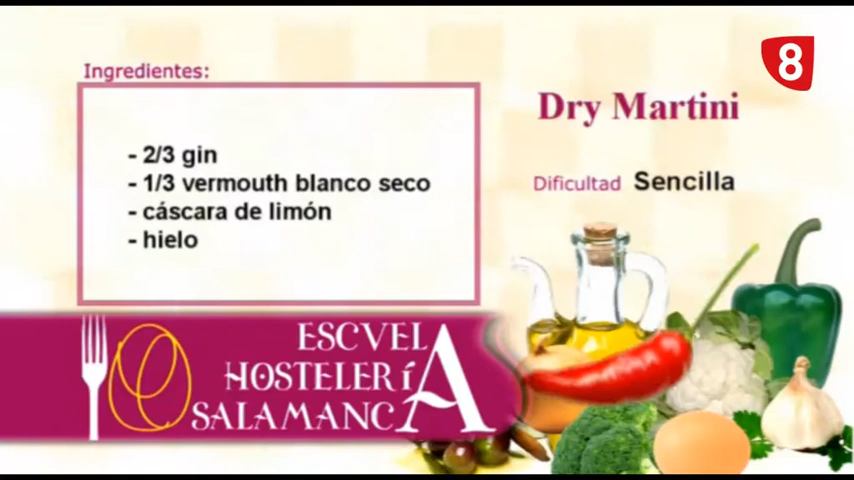 8
Ingredientes:
Dry Martini
- 2/3 gin
- 1/3 vermouth blanco seco
- cáscara de limón
- hielo
Dificultad Sencilla
ESCVELA
HOSTELERÍA
SALAMANCA